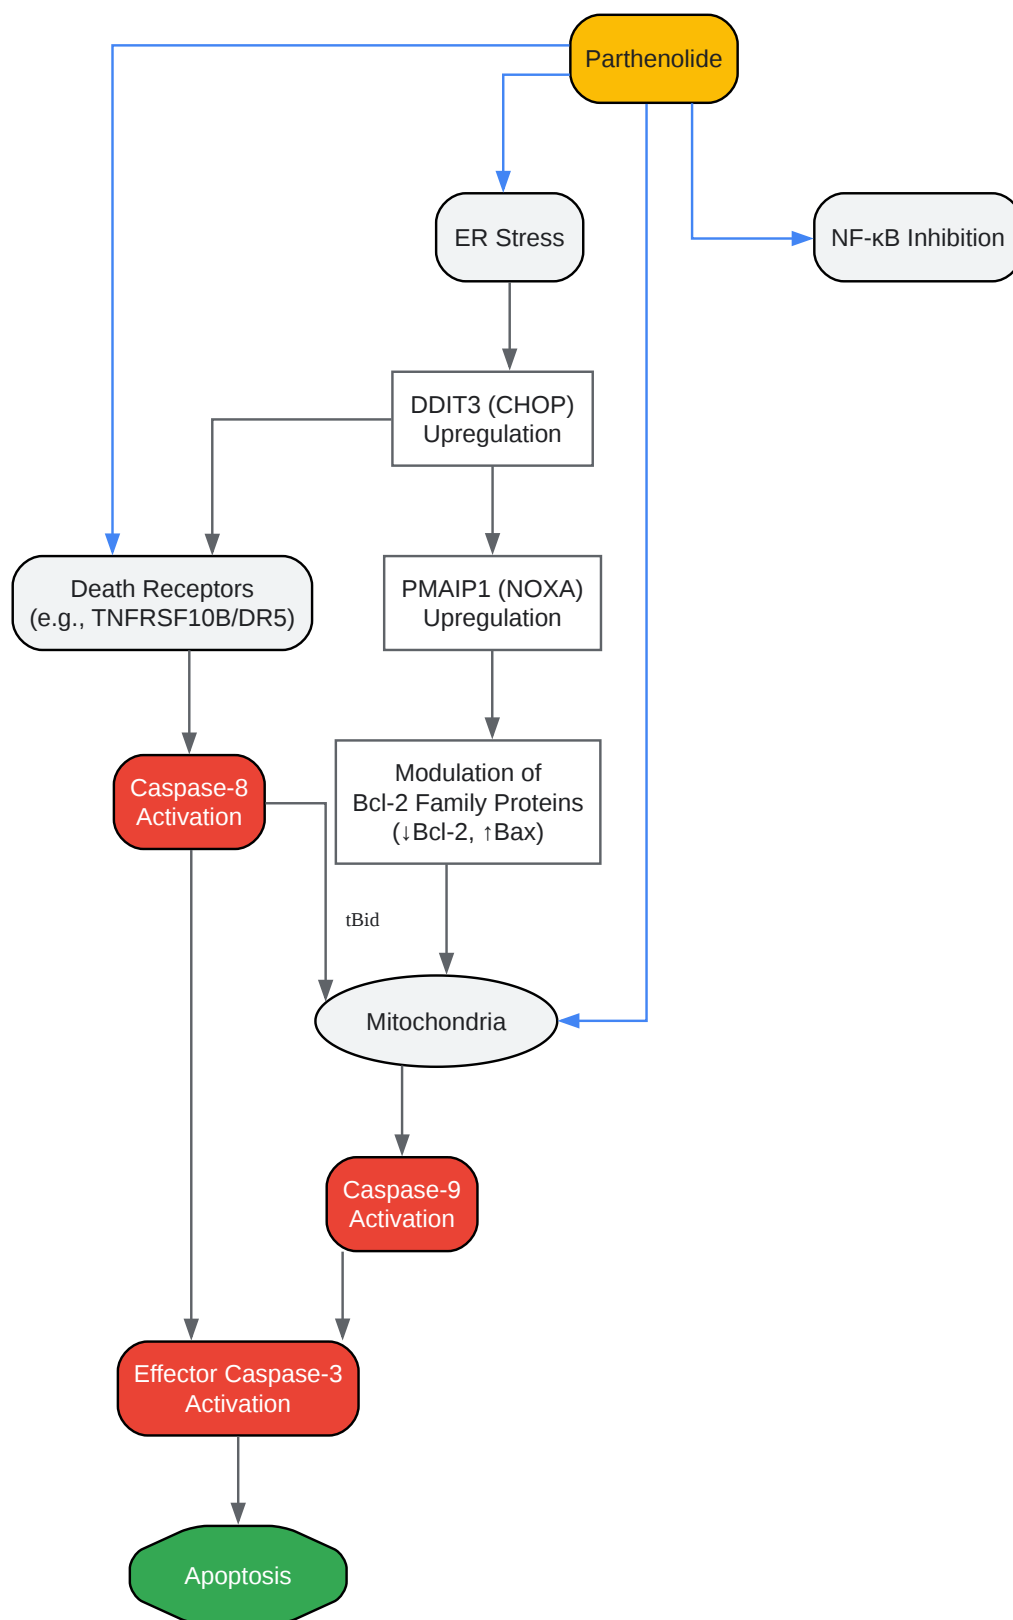 Parthenolide
ER Stress
NF-κB Inhibition
DDIT3 (CHOP)
Upregulation
Death Receptors
(e.g., TNFRSF10B/DR5)
PMAIP1 (NOXA)
Upregulation
Caspase-8
Activation
Modulation of
Bcl-2 Family Proteins
(↓Bcl-2, ↑Bax)
tBid
Mitochondria
Caspase-9
Activation
Effector Caspase-3
Activation
Apoptosis